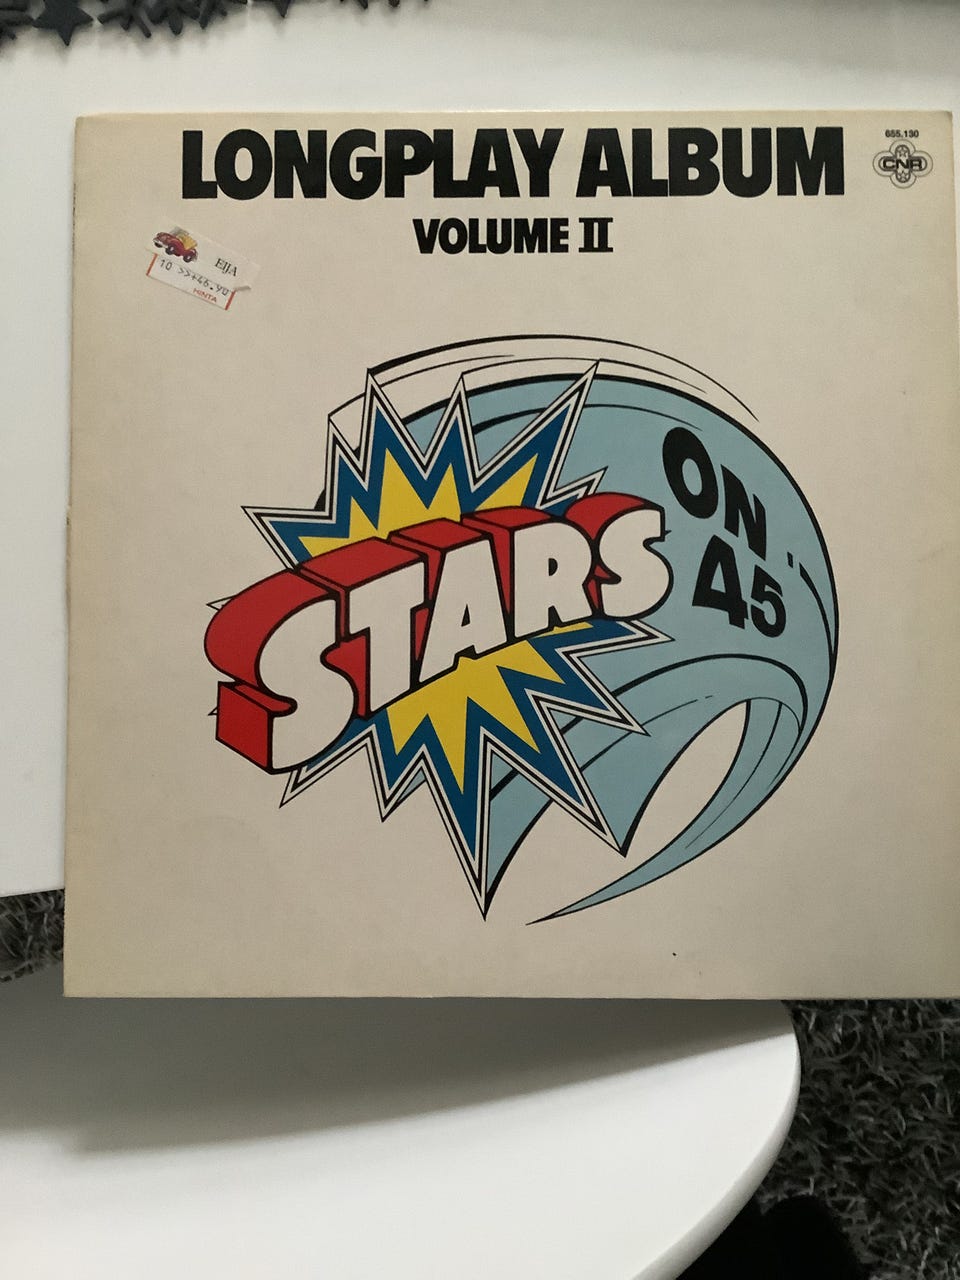 LONGPLAY ALBUM
VOLUME II
655.130
CNR
EIJA
HINTA
STARS
ON
45